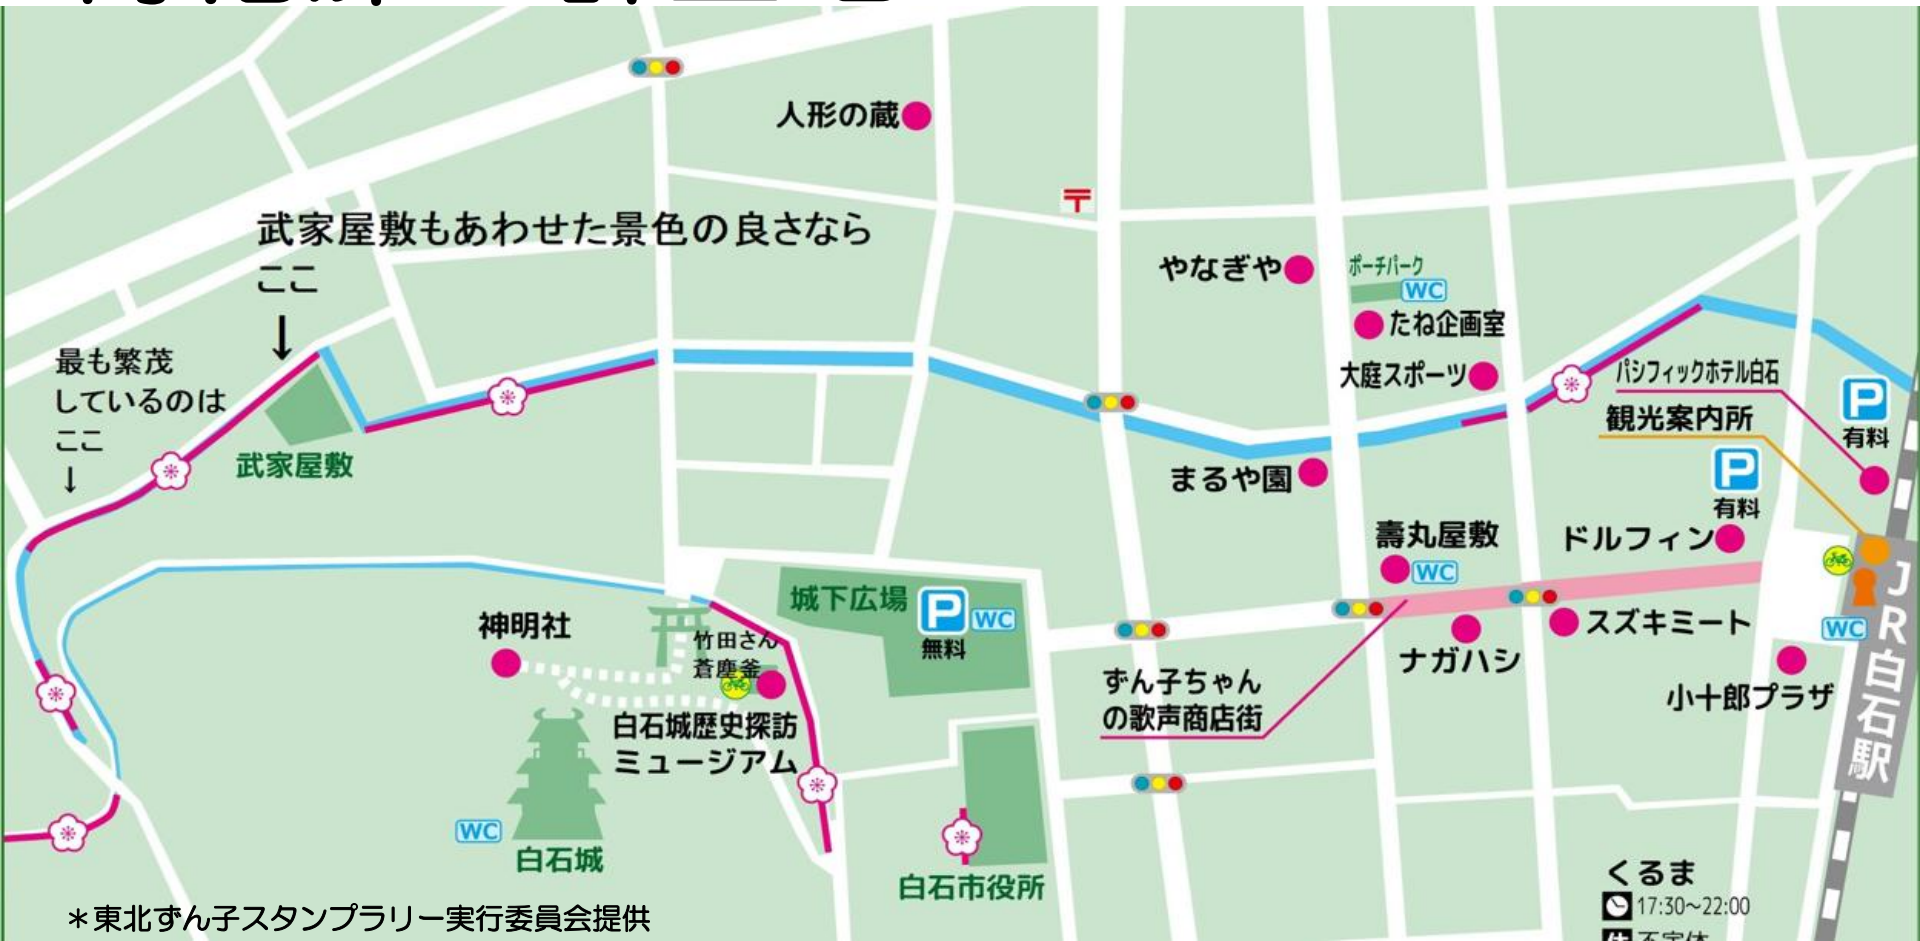 人形の蔵
〒
武家屋敷もあわせた景色の良さなら
ここ
↓
やなぎや
ポーチパーク
WC
たね企画室
最も繁茂
しているのは
ここ
↓
大庭スポーツ
パシフィックホテル白石
P
有料
観光案内所
武家屋敷
まるや園
P
有料
壽丸屋敷
WC
ドルフィン
城下広場
P
無料
WC
神明社
竹田さん
蒼塵釜
スズキミート
WC
JR白石駅
ナガハシ
ずん子ちゃん
の歌声商店街
小十郎プラザ
白石城歴史探訪
ミュージアム
WC
白石城
白石市役所
くるま
17:30~22:00
*東北ずん子スタンプラリー実行委員会提供